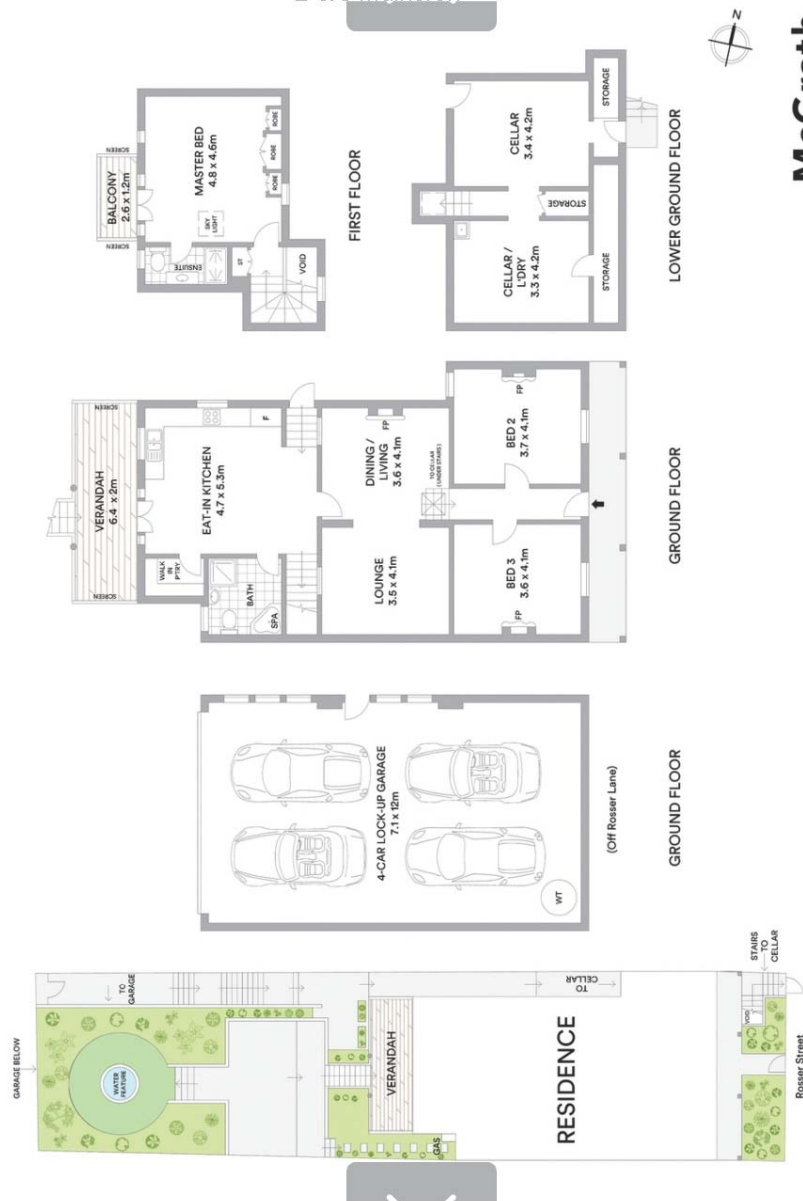 McGrath
N
SCREEN
BALCONY
2.6 x 1.2m
SCREEN
MASTER BED
4.8 x 4.6m
ROBE
ROBE
ROBE
SKY
LIGHT
ENSUITE
ST
VOID
FIRST FLOOR
CELLAR
3.4 x 4.2m
STORAGE
STORAGE
CELLAR /
L'DRY
3.3 x 4.2m
STORAGE
LOWER GROUND FLOOR
SCREEN
VERANDAH
6.4 x 2m
SCREEN
EAT-IN KITCHEN
4.7 x 5.3m
F
WALK
IN
PTRY
BATH
SPA
DINING /
LIVING
3.6 x 4.1m
FP
TO CELLAR
(UNDER STAIRS)
LOUNGE
3.5 x 4.1m
BED 2
3.7 x 4.1m
FP
BED 3
3.6 x 4.1m
FP
GROUND FLOOR
4-CAR LOCK-UP GARAGE
7.1 x 12m
WT
(Off Rosser Lane)
GROUND FLOOR
GARAGE BELOW
TO
GARAGE
WATER
FEATURE
VERANDAH
GAS
TO
CELLAR
RESIDENCE
STAIRS
TO
CELLAR
VOID
Rosser Street